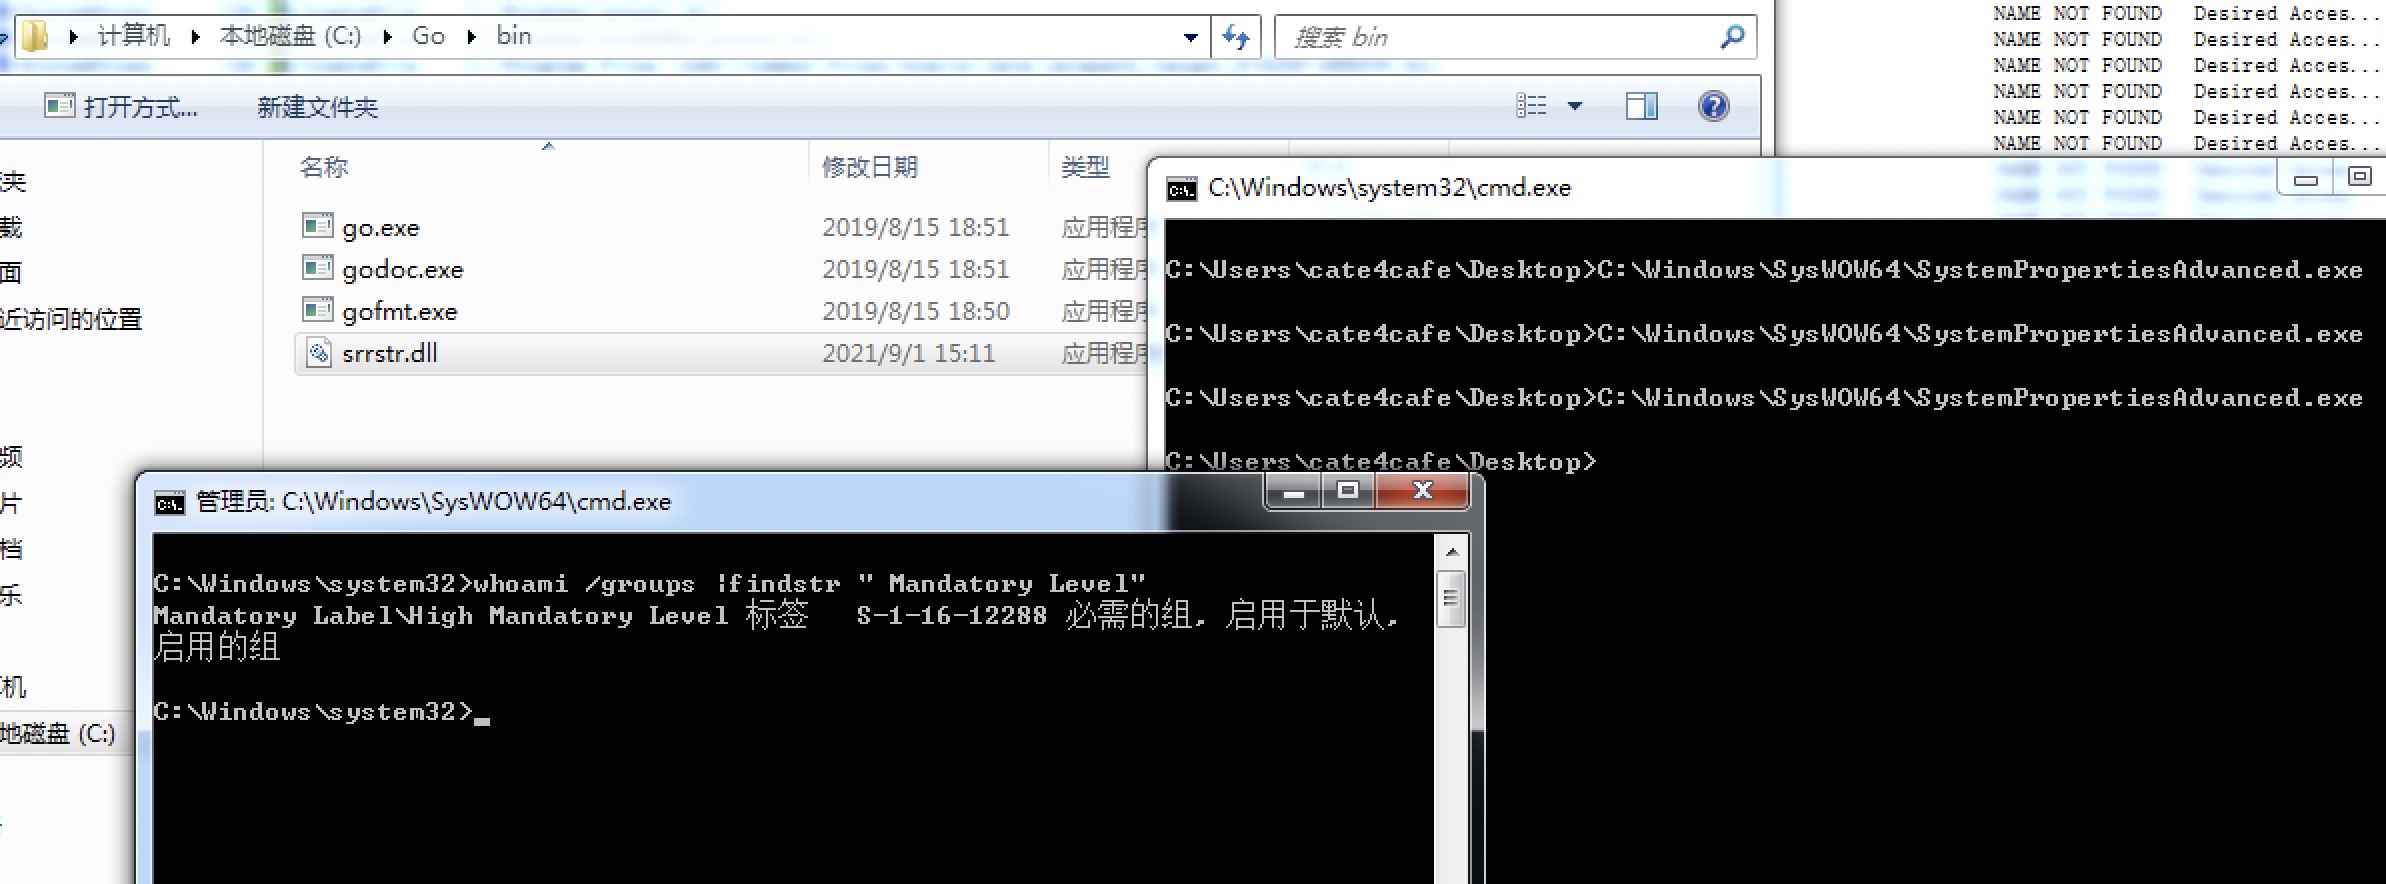 计算机 本地磁盘 (C:) Go bin
搜索 bin
打开方式... 新建文件夹
名称 修改日期 类型
go.exe 2019/8/15 18:51 应用程序
godoc.exe 2019/8/15 18:51 应用程序
gofmt.exe 2019/8/15 18:50 应用程序
srrstr.dll 2021/9/1 15:11 应用程序
夹
载
面
近访问的位置
频
片
档
乐
机
地磁盘 (C:)
NAME NOT FOUND Desired Acces...
NAME NOT FOUND Desired Acces...
NAME NOT FOUND Desired Acces...
NAME NOT FOUND Desired Acces...
NAME NOT FOUND Desired Acces...
NAME NOT FOUND Desired Acces...
C:\Windows\system32\cmd.exe
C:\Users\cate4cafe\Desktop>C:\Windows\SysWOW64\SystemPropertiesAdvanced.exe
C:\Users\cate4cafe\Desktop>C:\Windows\SysWOW64\SystemPropertiesAdvanced.exe
C:\Users\cate4cafe\Desktop>C:\Windows\SysWOW64\SystemPropertiesAdvanced.exe
C:\Users\cate4cafe\Desktop>
管理员: C:\Windows\SysWOW64\cmd.exe
C:\Windows\system32>whoami /groups |findstr " Mandatory Level"
Mandatory Label\High Mandatory Level 标签 S-1-16-12288 必需的组, 启用于默认,
启用的组
C:\Windows\system32>